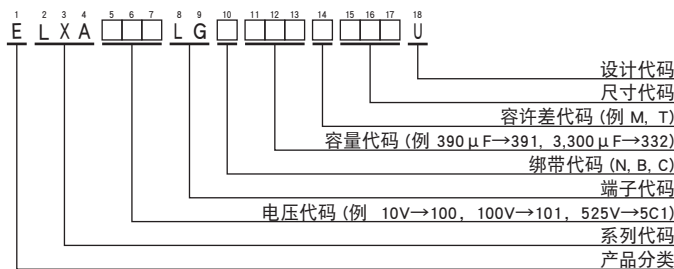 1 2 3 4 5 6 7 8 9 10 11 12 13 14 15 16 17 18
E L X A □□□ L G □ □□□ □ □□□ U
设计代码
尺寸代码
容许差代码 (例 M, T)
容量代码 (例 390μF→391, 3,300μF→332)
绑带代码 (N, B, C)
端子代码
电压代码 (例 10V→100, 100V→101, 525V→5C1)
系列代码
产品分类